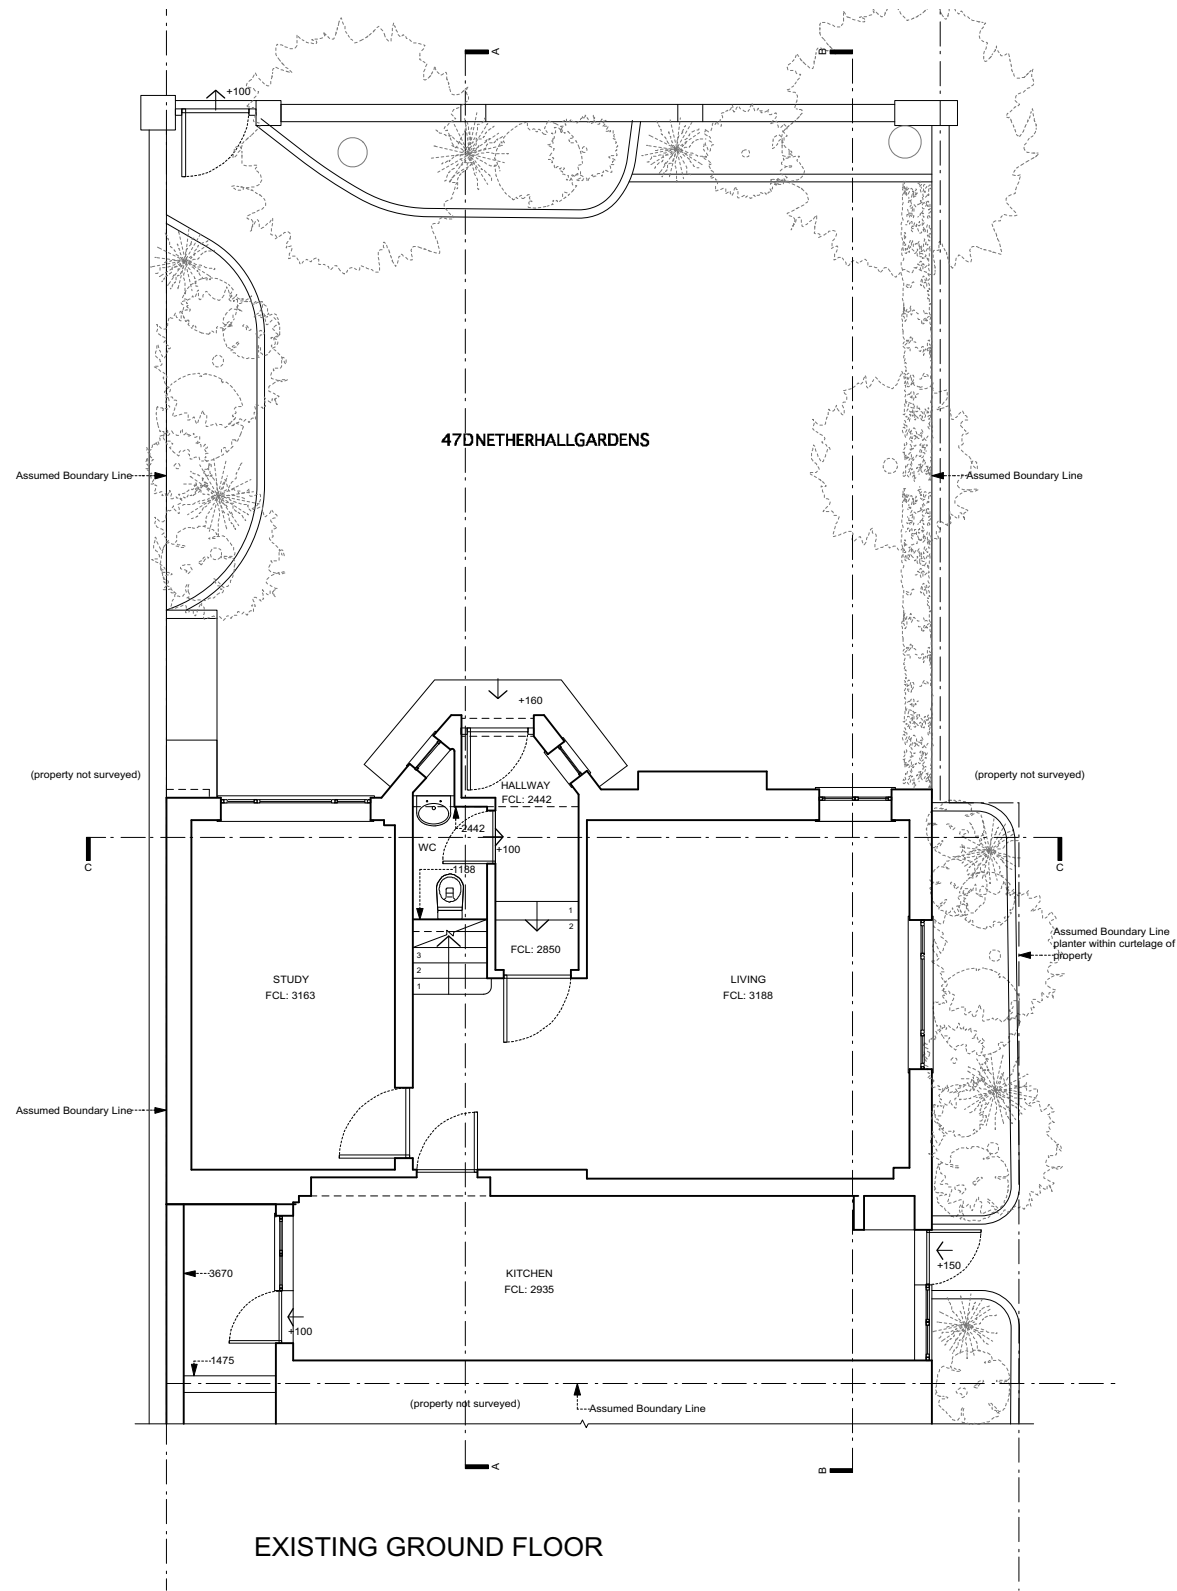 A
B
+100
47D NETHERHALL GARDENS
Assumed Boundary Line
Assumed Boundary Line
+160
(property not surveyed)
(property not surveyed)
HALLWAY
FCL: 2442
2442
WC
+100
C
C
1188
1
2
Assumed Boundary Line
planter within curtelage of
property
FCL: 2850
3
2
1
STUDY
FCL: 3163
LIVING
FCL: 3188
Assumed Boundary Line
3670
KITCHEN
FCL: 2935
+150
+100
1475
(property not surveyed)
Assumed Boundary Line
A
B
EXISTING GROUND FLOOR